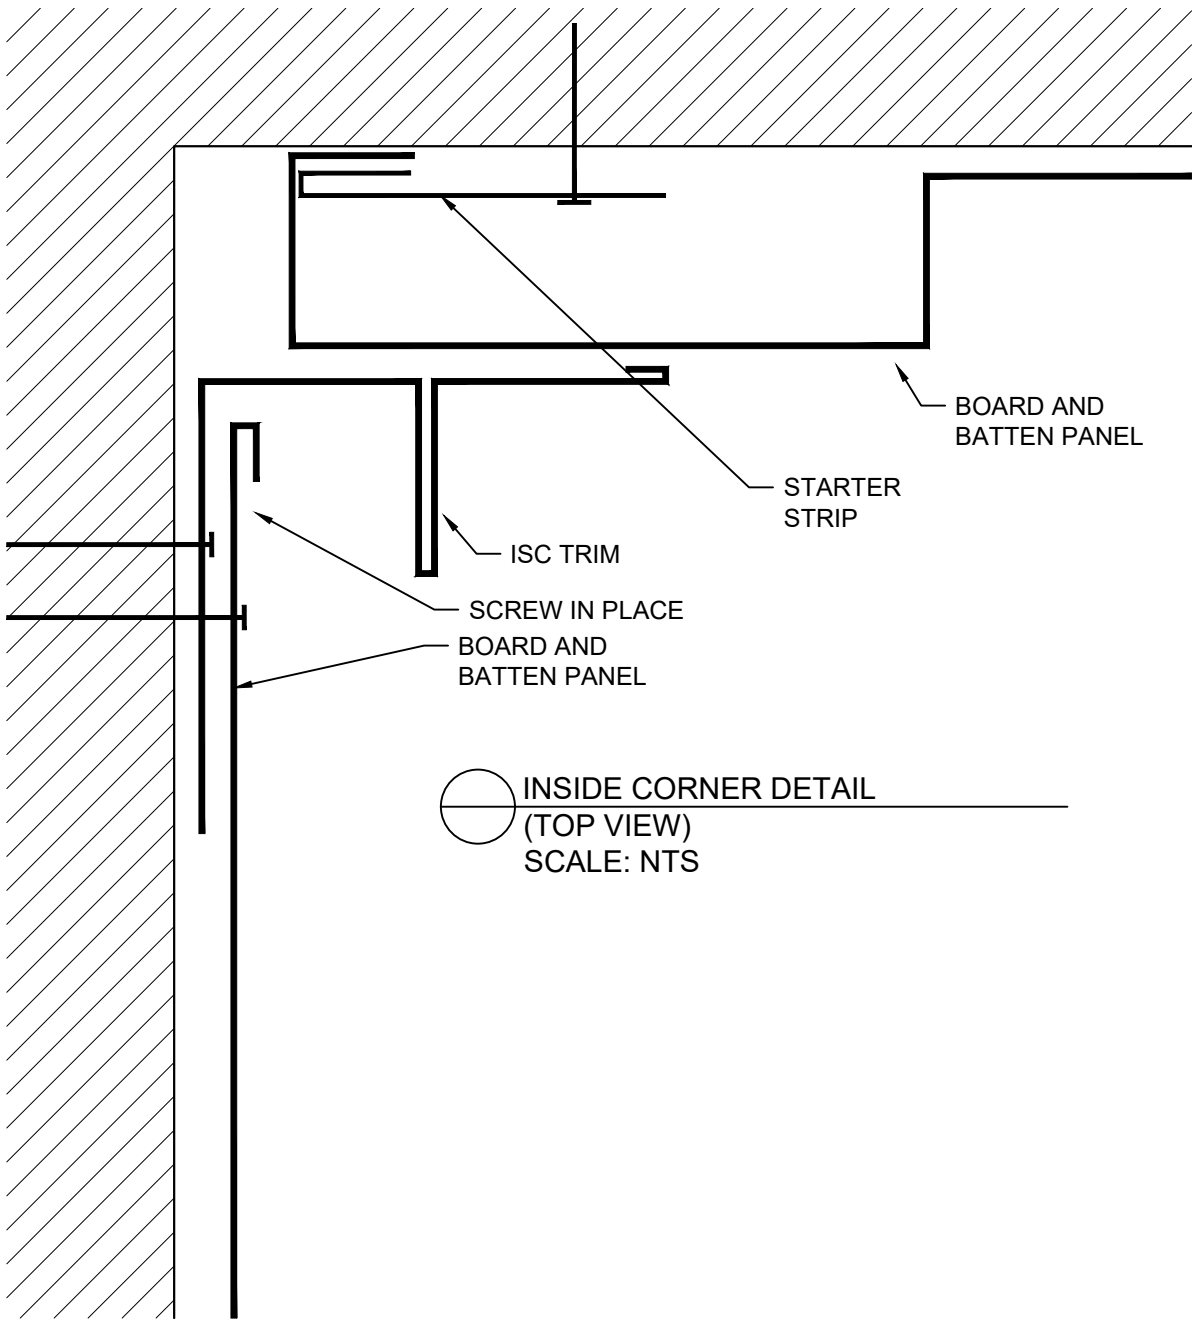 BOARD AND
BATTEN PANEL
STARTER
STRIP
ISC TRIM
SCREW IN PLACE
BOARD AND
BATTEN PANEL
INSIDE CORNER DETAIL
(TOP VIEW)
SCALE: NTS